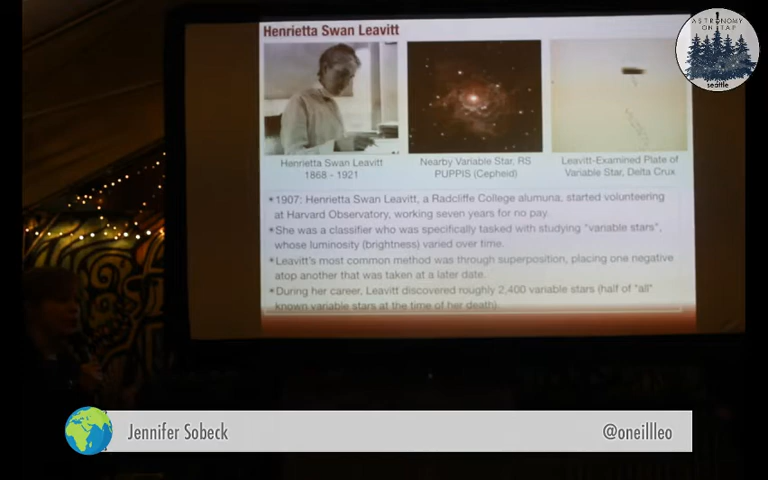 Henrietta Swan Leavitt
ASTRONOMY
ON TAP
seattle
Henrietta Swan Leavitt
1868 - 1921
Nearby Variable Star, RS
PUPPIS (Cepheid)
Leavitt-Examined Plate of
Variable Star, Delta Crux
*1907: Henrietta Swan Leavitt, a Radcliffe College alumuna, started volunteering
at Harvard Observatory, working seven years for no pay.
*She was a classifier who was specifically tasked with studying "variable stars",
whose luminosity (brightness) varied over time.
*Leavitt's most common method was through superposition, placing one negative
atop another that was taken at a later date.
*During her career, Leavitt discovered roughly 2,400 variable stars (half of "all"
known variable stars at the time of her death).
Jennifer Sobeck
@oneillleo